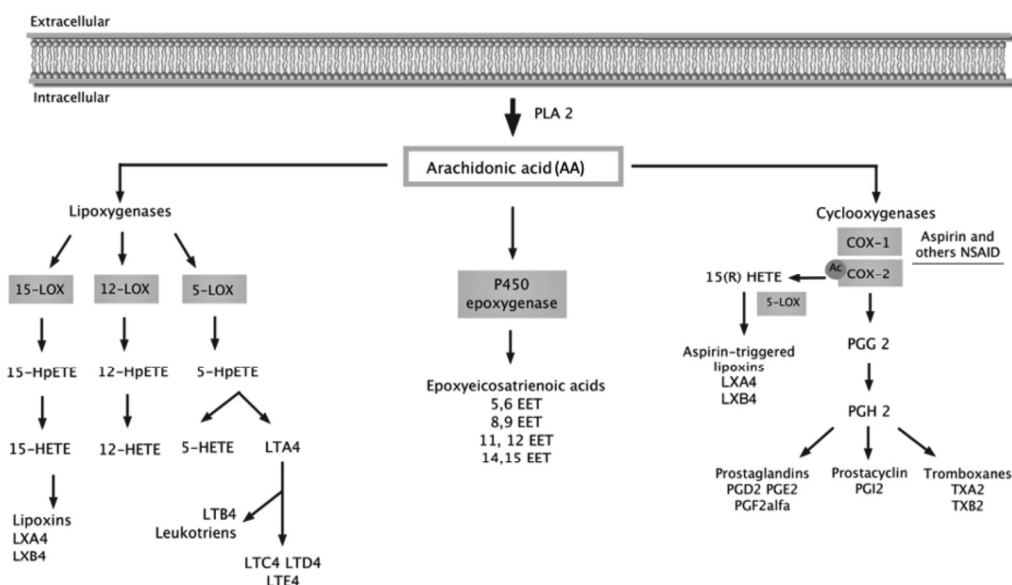 Extracellular
Intracellular
PLA 2
Arachidonic acid (AA)
Lipoxygenases
15-LOX
12-LOX
5-LOX
15-HpETE
12-HpETE
5-HpETE
15-HETE
12-HETE
5-HETE
LTA4
Lipoxins
LXA4
LXB4
LTB4
Leukotriens
LTC4 LTD4
LTE4
P450
epoxygenase
Epoxyeicosatrienoic acids
5,6 EET
8,9 EET
11, 12 EET
14,15 EET
Cyclooxygenases
COX-1
Ac
COX-2
Aspirin and
others NSAID
15(R) HETE
5-LOX
Aspirin-triggered
lipoxins
LXA4
LXB4
PGG 2
PGH 2
Prostaglandins
PGD2 PGE2
PGF2alfa
Prostacyclin
PGI2
Tromboxanes
TXA2
TXB2